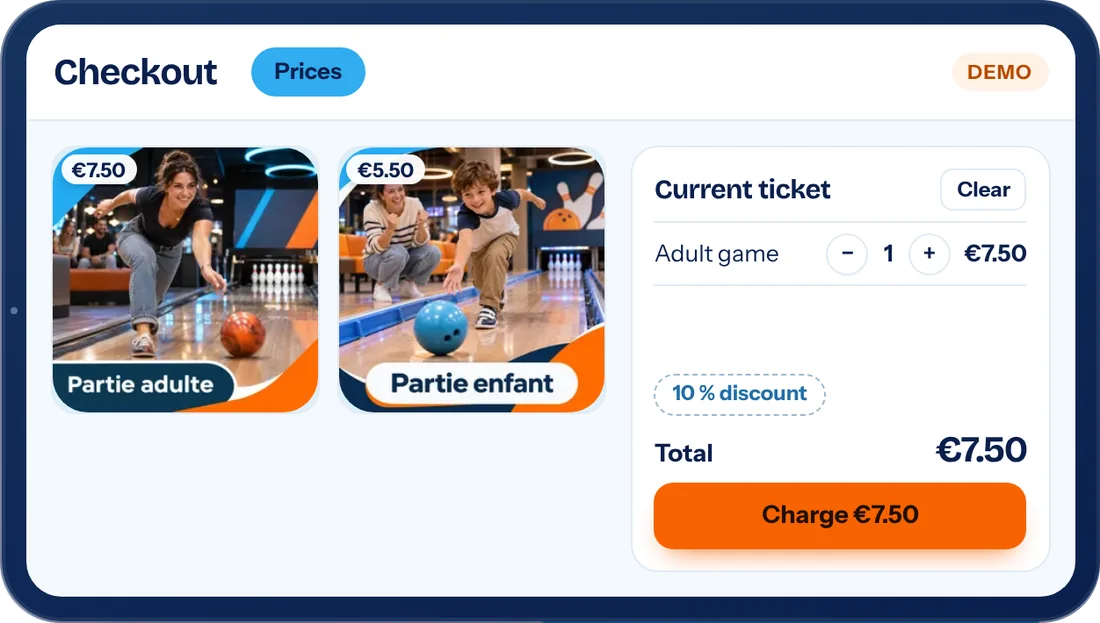 Checkout
Prices
DEMO
€7.50
Partie adulte
€5.50
Partie enfant
Current ticket
Clear
Adult game
− 1 + €7.50
10 % discount
Total €7.50
Charge €7.50